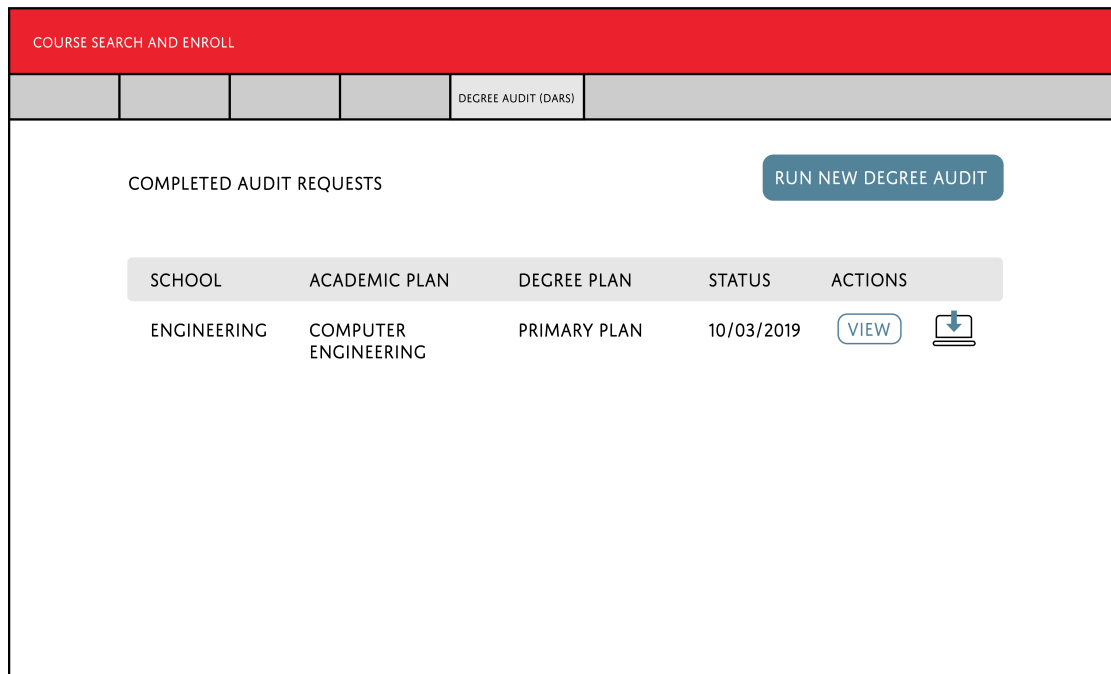 COURSE SEARCH AND ENROLL
DEGREE AUDIT (DARS)
COMPLETED AUDIT REQUESTS
RUN NEW DEGREE AUDIT
SCHOOL ACADEMIC PLAN DEGREE PLAN STATUS ACTIONS
ENGINEERING COMPUTER PRIMARY PLAN 10/03/2019 VIEW
ENGINEERING